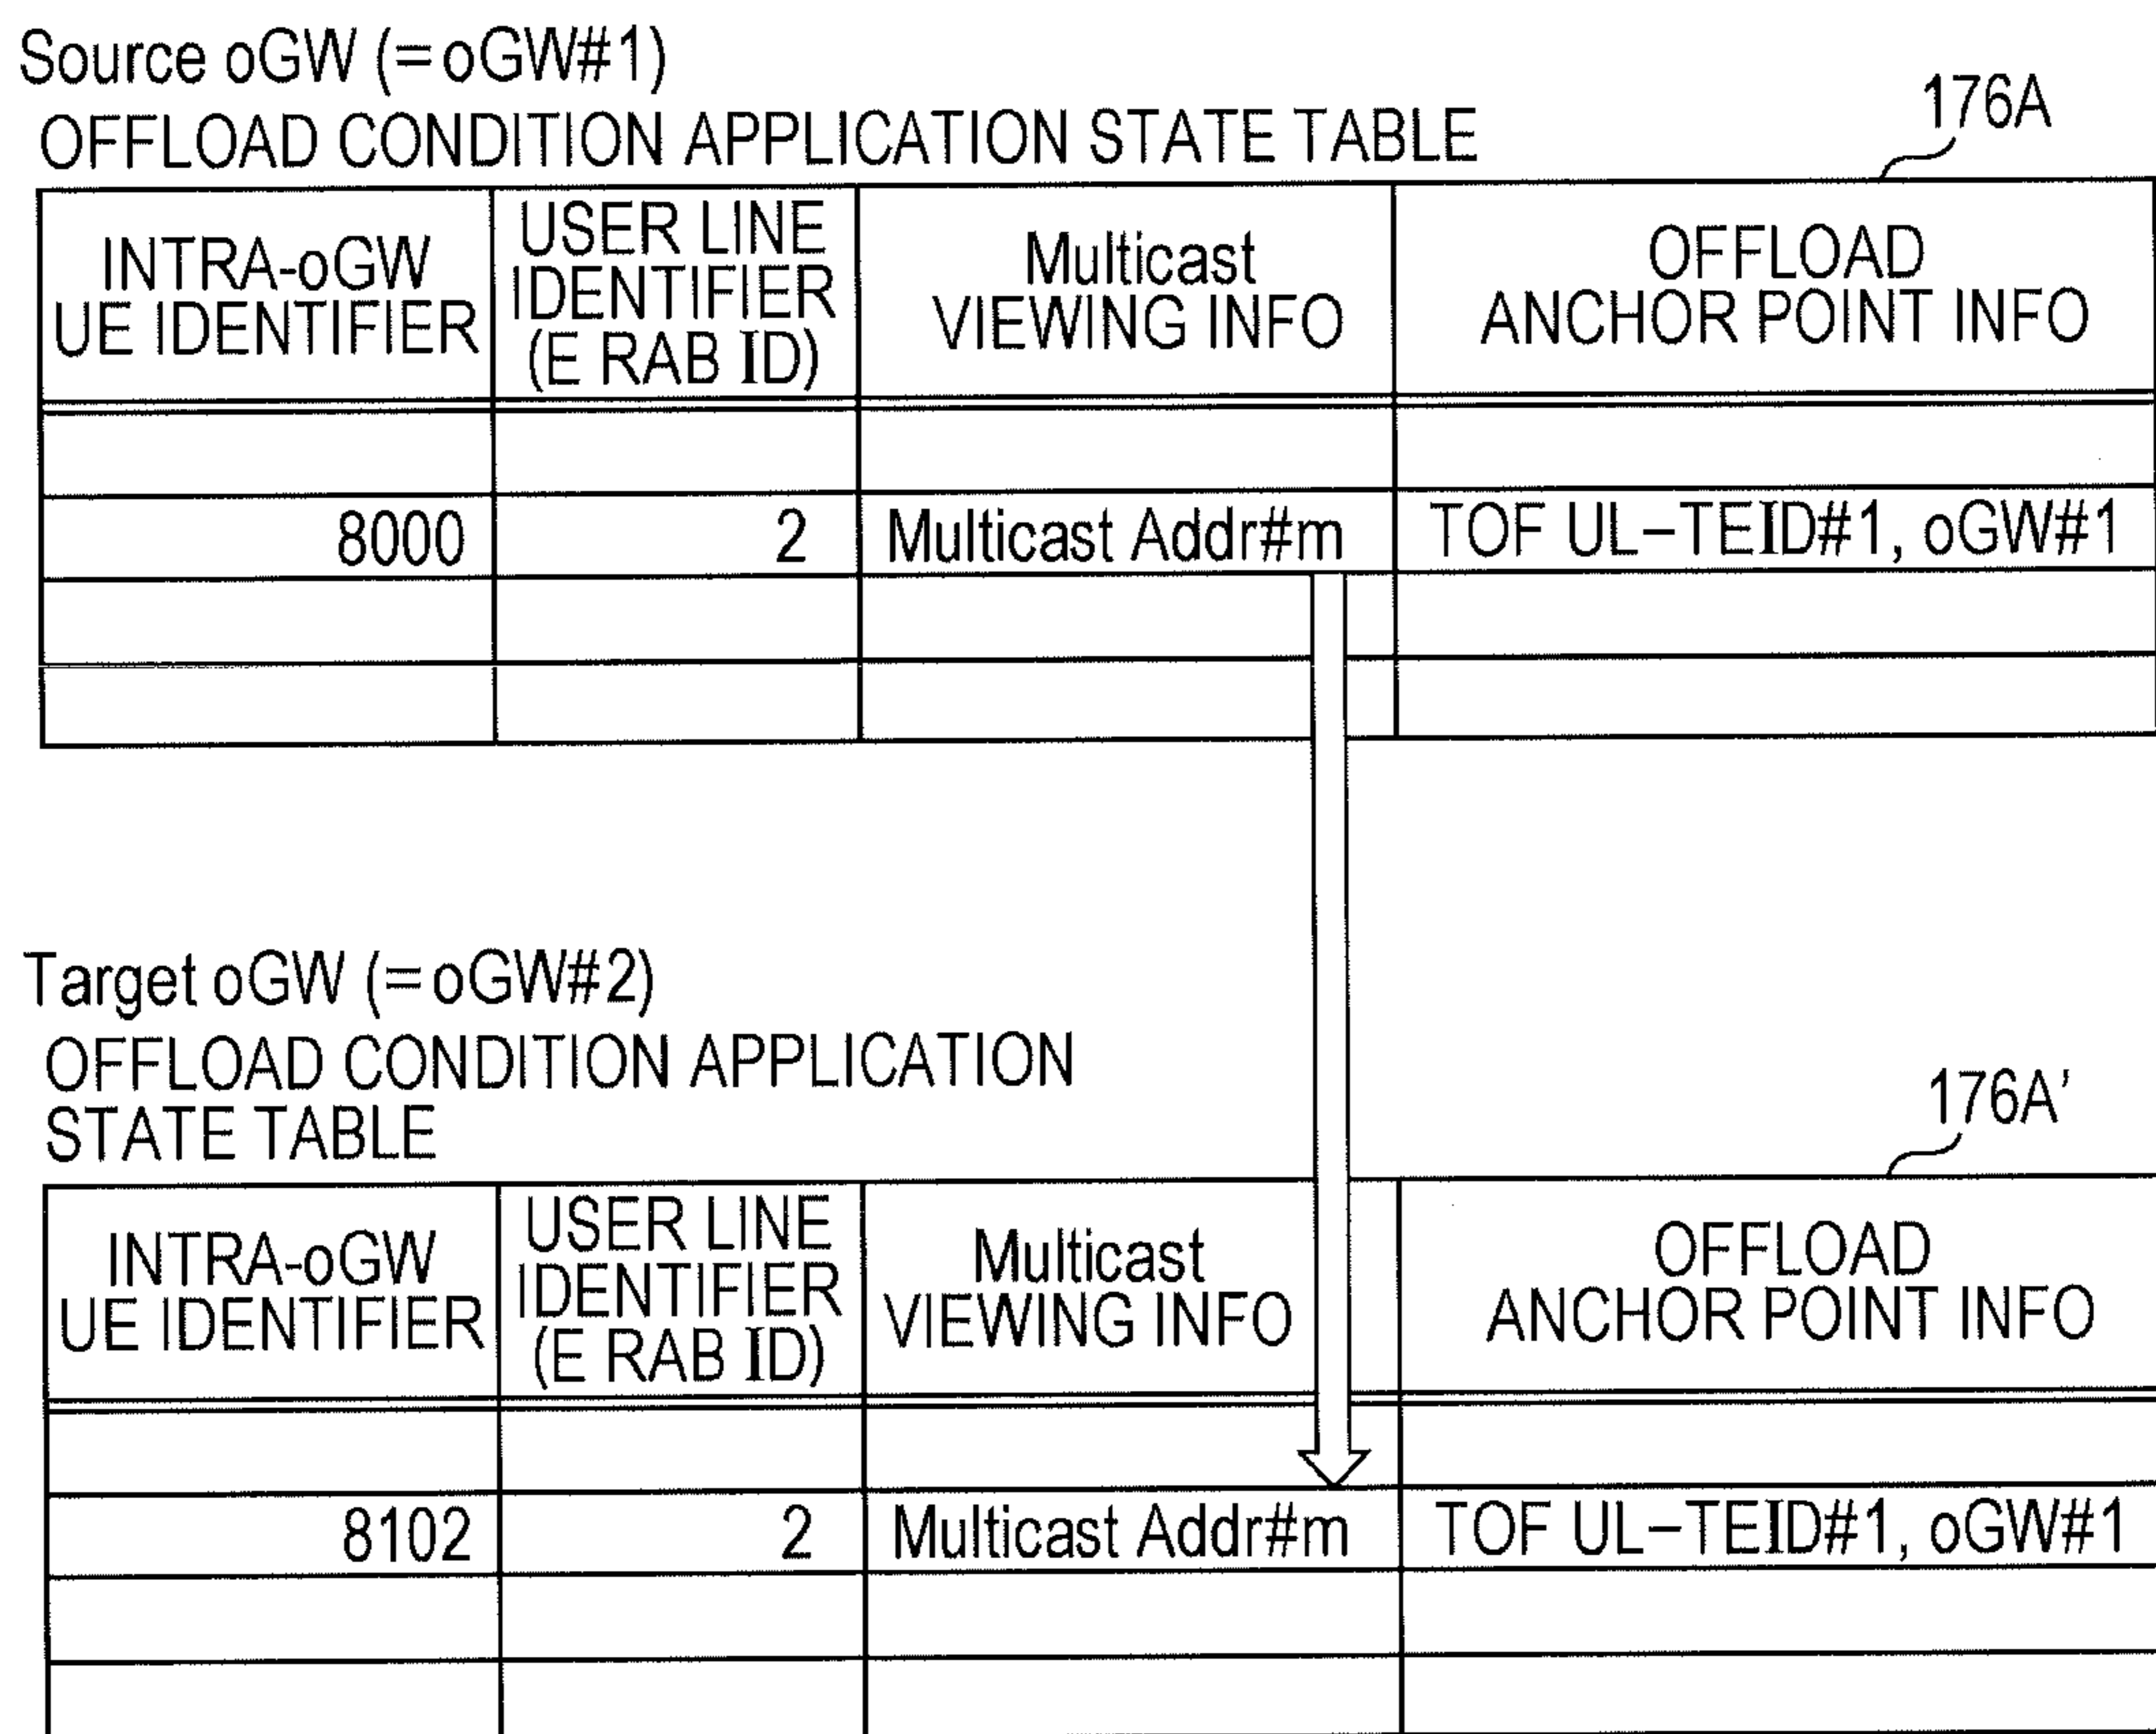 Source oGW (=oGW#1)
OFFLOAD CONDITION APPLICATION STATE TABLE
176A
INTRA-oGW
UE IDENTIFIER
USER LINE
IDENTIFIER
(E RAB ID)
Multicast
VIEWING INFO
OFFLOAD
ANCHOR POINT INFO
8000
2
Multicast Addr#m
TOF UL–TEID#1, oGW#1
Target oGW (=oGW#2)
OFFLOAD CONDITION APPLICATION
STATE TABLE
176A’
INTRA-oGW
UE IDENTIFIER
USER LINE
IDENTIFIER
(E RAB ID)
Multicast
VIEWING INFO
OFFLOAD
ANCHOR POINT INFO
8102
2
Multicast Addr#m
TOF UL–TEID#1, oGW#1